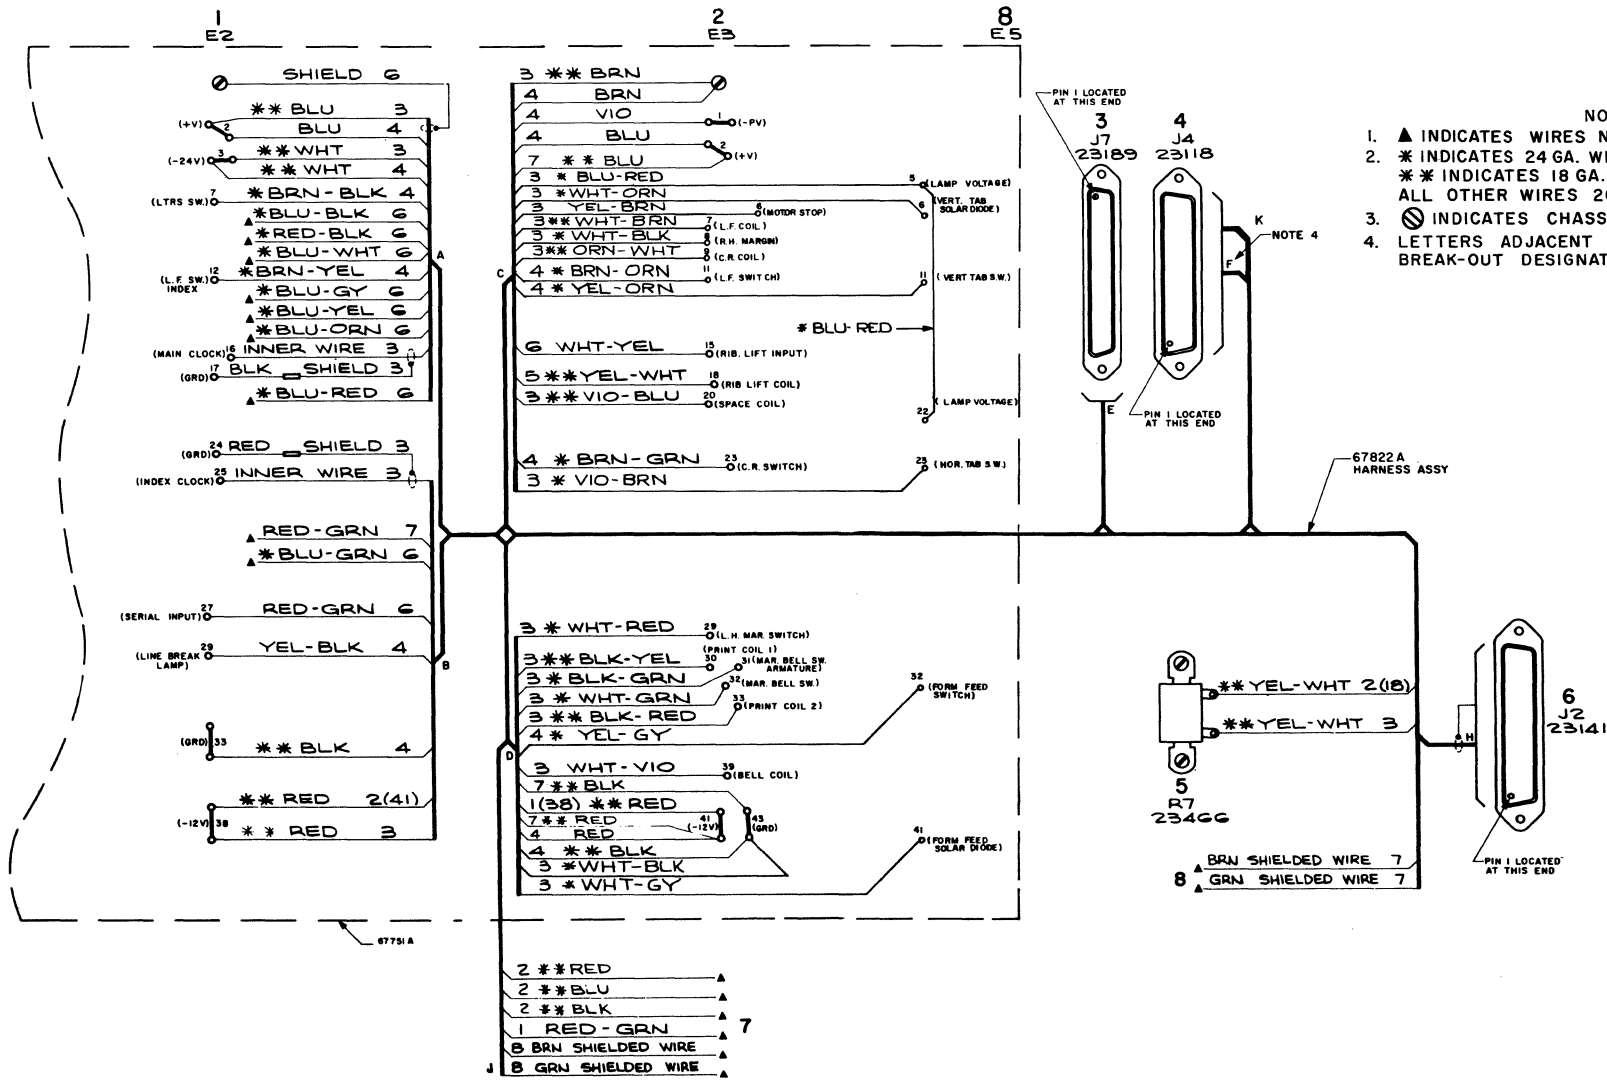 1
E2
2
E3
8
E5
SHIELD 6
** BLU 3
(+V)
2
BLU 4
3
** WHT 3
(-24V)
** WHT 4
7
*BRN-BLK 4
(LTRS SW.)
*BLU-BLK 6
▲
*RED-BLK 6
▲
*BLU-WHT 6
▲
A
12
*BRN-YEL 4
(L.F. SW.)
INDEX
*BLU-GY 6
▲
*BLU-YEL 6
▲
*BLU-ORN 6
▲
(MAIN CLOCK)
16
INNER WIRE 3
(GRD)
17
BLK SHIELD 3
*BLU-RED 6
▲
24
RED SHIELD 3
(GRD)
25
INNER WIRE 3
(INDEX CLOCK)
RED-GRN 7
▲
*BLU-GRN 6
▲
27
RED-GRN 6
(SERIAL INPUT)
29
YEL-BLK 4
(LINE BREAK
LAMP)
B
(GRD)
33
** BLK 4
** RED 2(41)
(-12V)
38
** RED 3
67751A
3 ** BRN
4 BRN
4 VIO
1
(-PV)
4 BLU
2
(+V)
7 ** BLU
3 * BLU-RED
5
(LAMP VOLTAGE)
3 *WHT-ORN
6
(VERT. TAB
SOLAR DIODE)
3 YEL-BRN
6
(MOTOR STOP)
3**WHT-BRN
7
(L.F. COIL)
3 * WHT-BLK
8
(R.H. MARGIN)
3**ORN-WHT
9
(C.R. COIL)
C
4 * BRN-ORN
11
(L.F. SWITCH)
4 * YEL-ORN
11
(VERT TAB SW.)
*BLU-RED
6 WHT-YEL
15
(RIB. LIFT INPUT)
5 **YEL-WHT
18
(RIB LIFT COIL)
3 ** VIO-BLU
20
(SPACE COIL)
(LAMP VOLTAGE)
22
4 * BRN-GRN
23
(C.R. SWITCH)
23
(HOR. TAB SW.)
3 * VIO-BRN
3 * WHT-RED
29
(L.H. MAR. SWITCH)
(PRINT COIL 1)
3**BLK-YEL
30
31
(MAR. BELL SW.
ARMATURE)
3 * BLK-GRN
32
(MAR. BELL SW.)
3 * WHT-GRN
33
(PRINT COIL 2)
32
(FORM FEED
SWITCH)
3 ** BLK-RED
4 * YEL-GY
D
3 WHT-VIO
39
(BELL COIL)
7 **BLK
1(38) ** RED
7 ** RED
41
(-12V)
43
(GRD)
4 RED
4 ** BLK
41
(FORM FEED
SOLAR DIODE)
3 *WHT-BLK
3 *WHT-GY
2 **RED
▲
2 **BLU
▲
2 **BLK
▲
1 RED-GRN
▲
7
8 BRN SHIELDED WIRE
▲
J
8 GRN SHIELDED WIRE
▲
PIN 1 LOCATED
AT THIS END
3
J7
23189
4
J4
23118
K
F
NOTE 4
E
PIN 1 LOCATED
AT THIS END
67822A
HARNESS ASSY
** YEL-WHT 2(18)
**YEL-WHT 3
5
R7
23466
H
6
J2
23141
PIN 1 LOCATED
AT THIS END
BRN SHIELDED WIRE 7
▲
8
GRN SHIELDED WIRE 7
▲
NO
1. ▲ INDICATES WIRES N
2. * INDICATES 24 GA. WI
** INDICATES 18 GA.
ALL OTHER WIRES 2
3. INDICATES CHASS
4. LETTERS ADJACENT
BREAK-OUT DESIGNAT